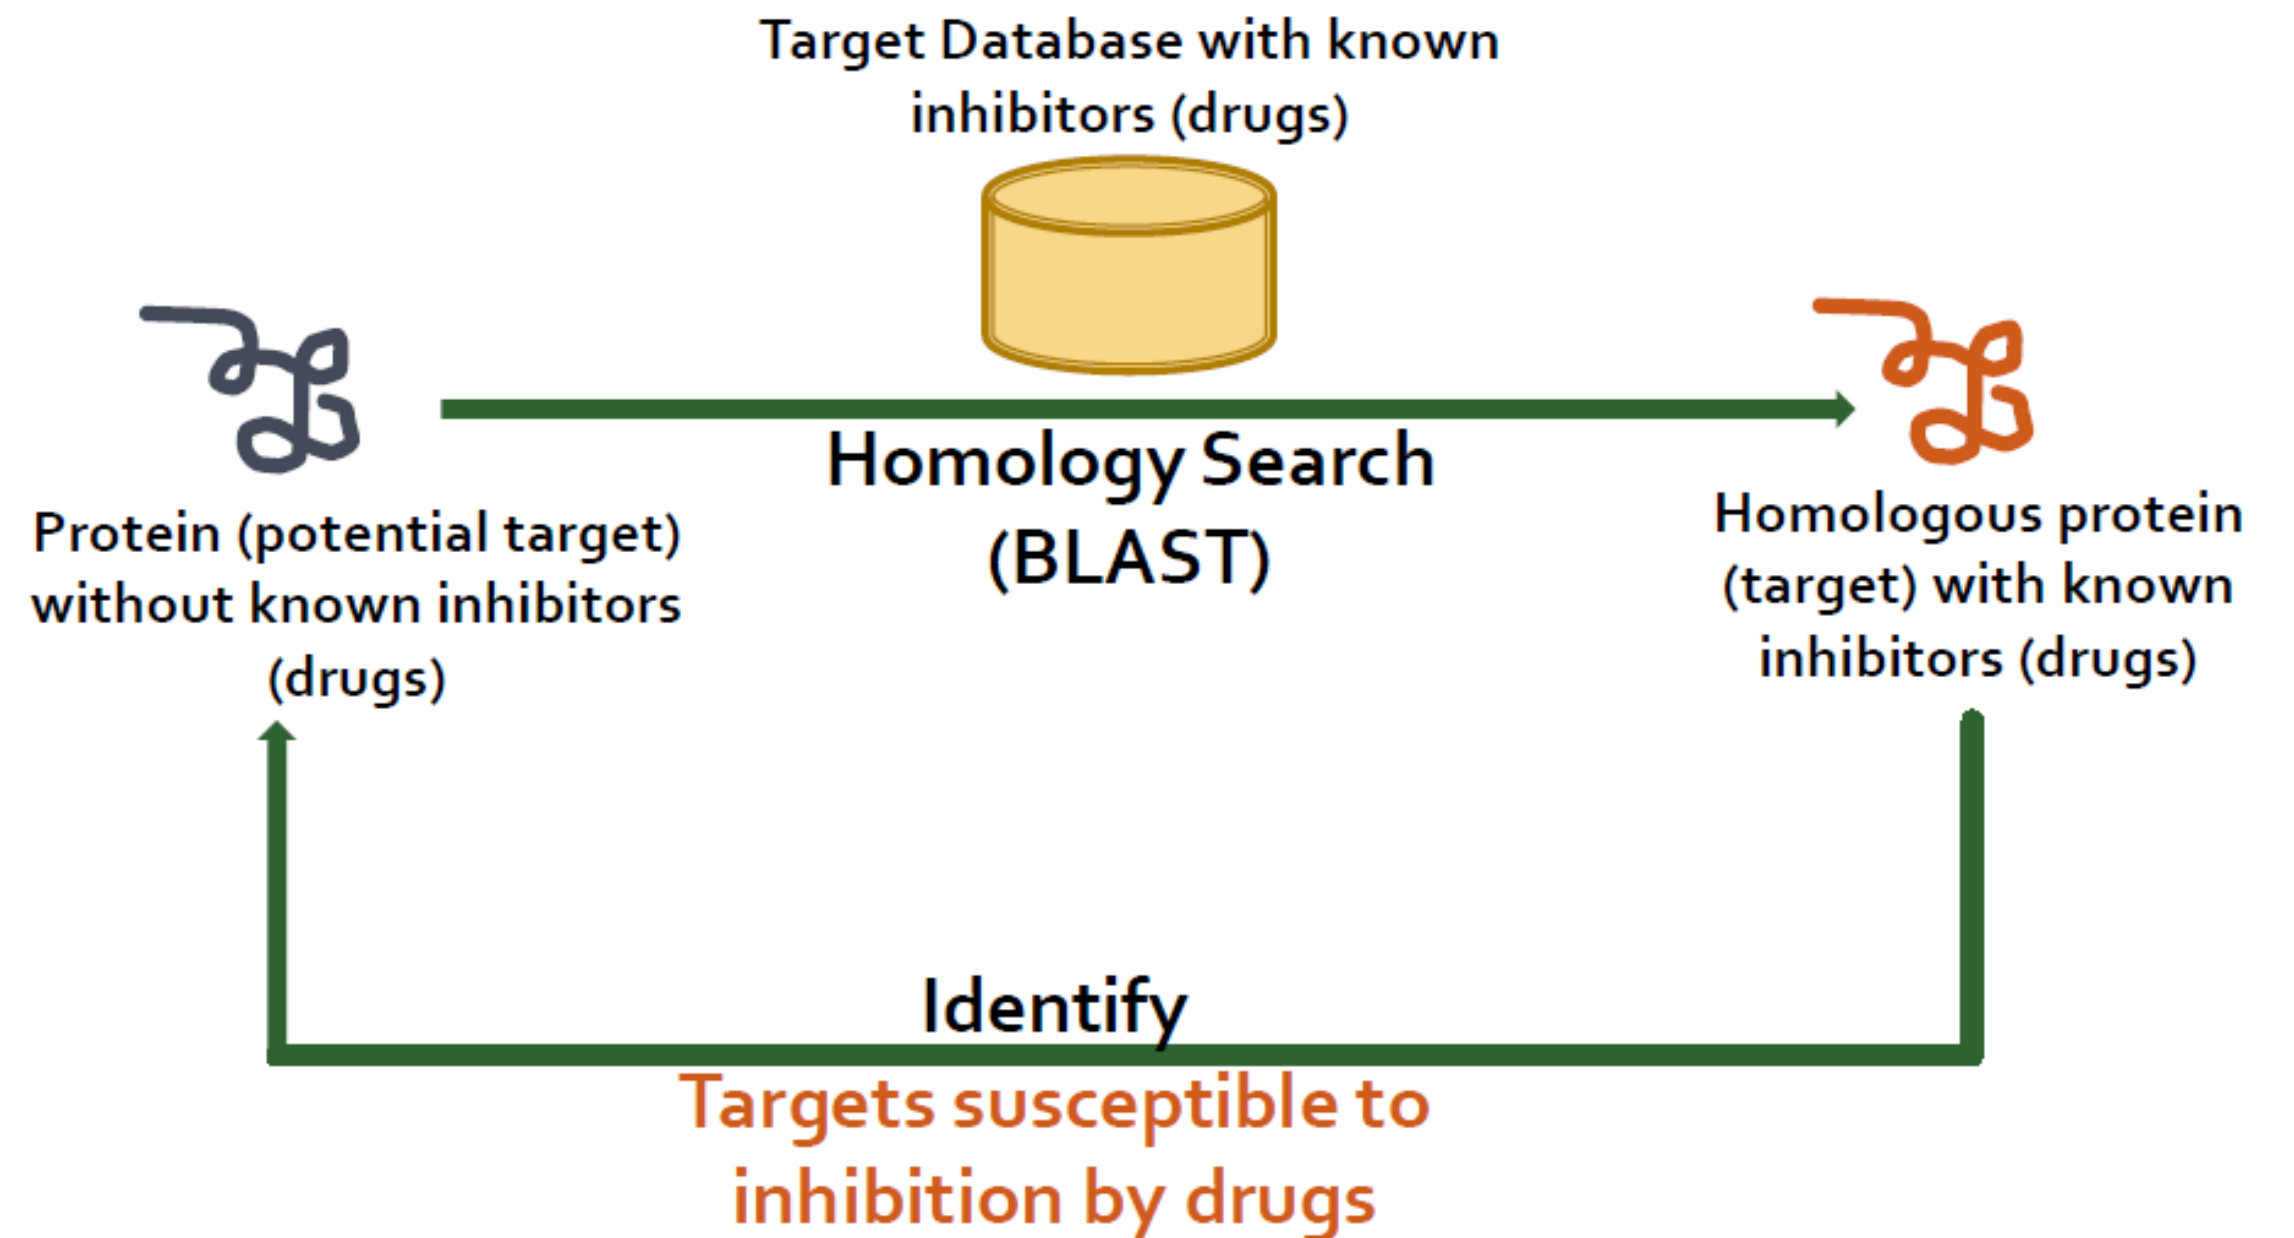 Target Database with known
inhibitors (drugs)
Homology Search
(BLAST)
Protein (potential target)
without known inhibitors
(drugs)
Homologous protein
(target) with known
inhibitors (drugs)
Identify
Targets susceptible to
inhibition by drugs